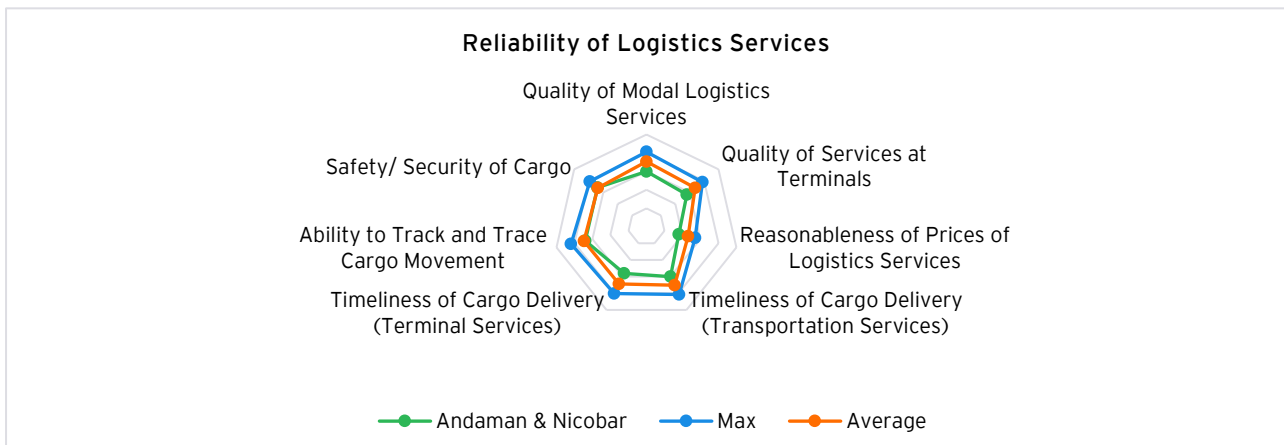 Reliability of Logistics Services
Quality of Modal Logistics
Services
Quality of Services at
Terminals
Reasonableness of Prices of
Logistics Services
Timeliness of Cargo Delivery
(Transportation Services)
Timeliness of Cargo Delivery
(Terminal Services)
Ability to Track and Trace
Cargo Movement
Safety/ Security of Cargo
Andaman & Nicobar
Max
Average